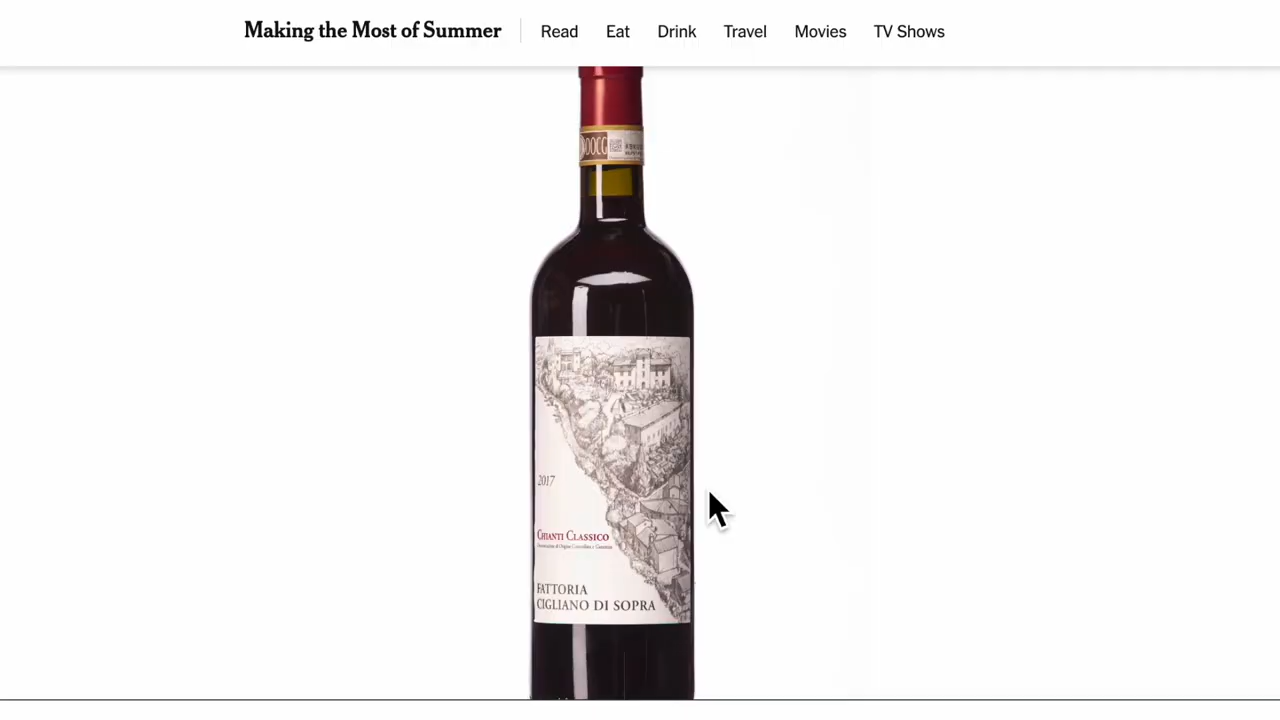 Making the Most of Summer
Read Eat Drink Travel Movies TV Shows
DOCG
2017
CHIANTI CLASSICO
FATTORIA
CIGLIANO DI SOPRA